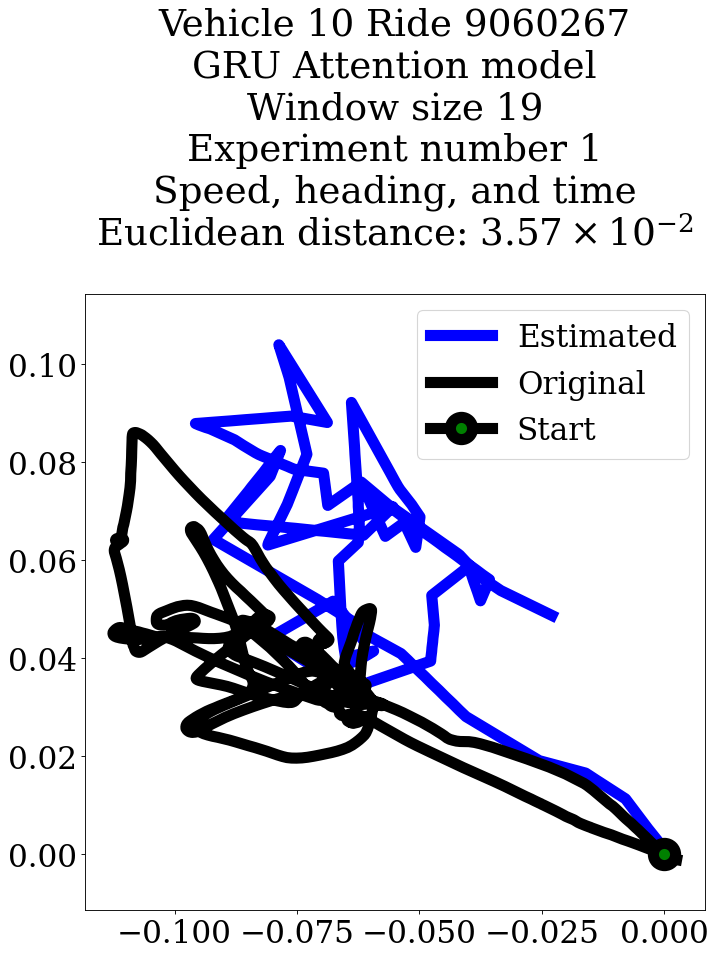 Vehicle 10 Ride 9060267
GRU Attention model
Window size 19
Experiment number 1
Speed, heading, and time
Euclidean distance: 3.57 × 10⁻²
Estimated
Original
Start
0.10
0.08
0.06
0.04
0.02
0.00
−0.100 −0.075 −0.050 −0.025 0.000